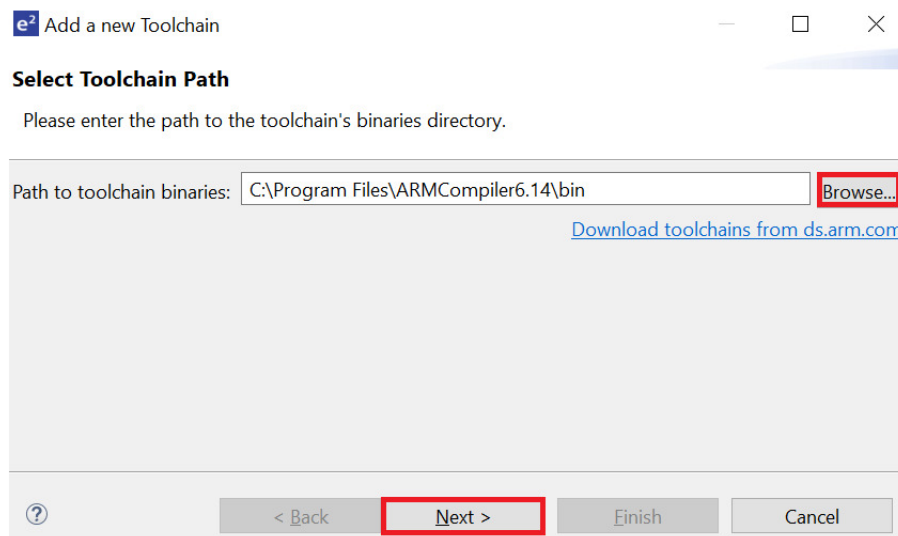 e² Add a new Toolchain
Select Toolchain Path
Please enter the path to the toolchain's binaries directory.
Path to toolchain binaries: C:\Program Files\ARMCompiler6.14\bin Browse...
Download toolchains from ds.arm.com
? < Back Next > Finish Cancel